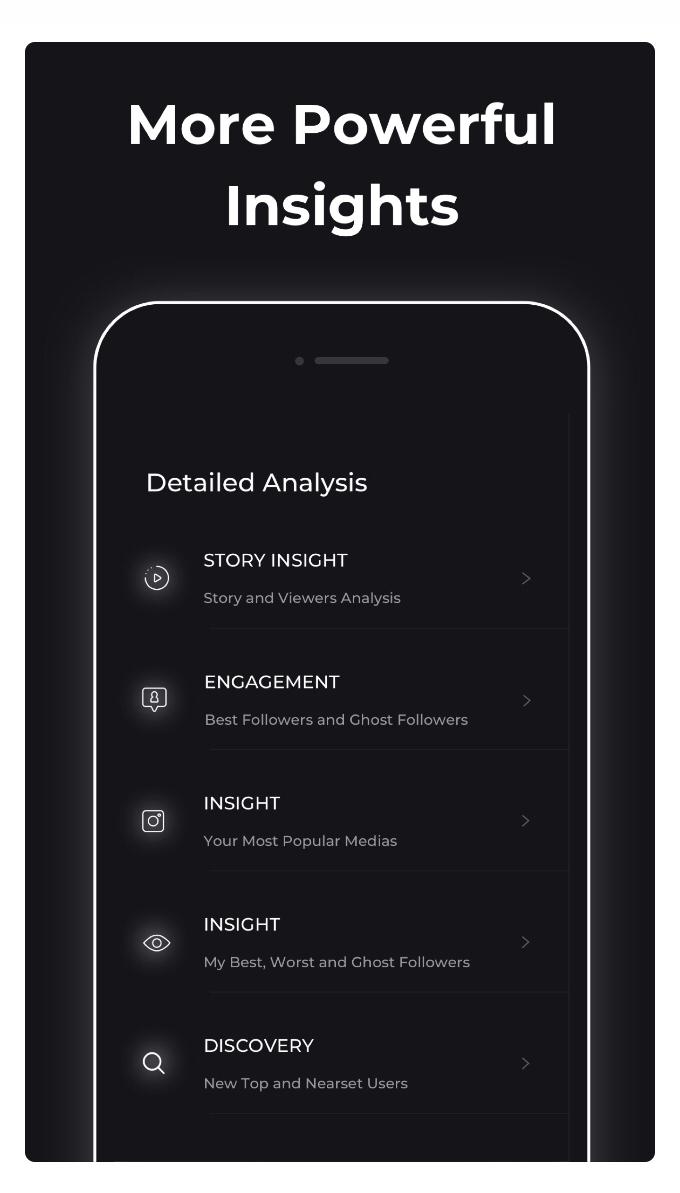 More Powerful
Insights
Detailed Analysis
STORY INSIGHT
Story and Viewers Analysis
ENGAGEMENT
Best Followers and Ghost Followers
INSIGHT
Your Most Popular Medias
INSIGHT
My Best, Worst and Ghost Followers
DISCOVERY
New Top and Nearset Users